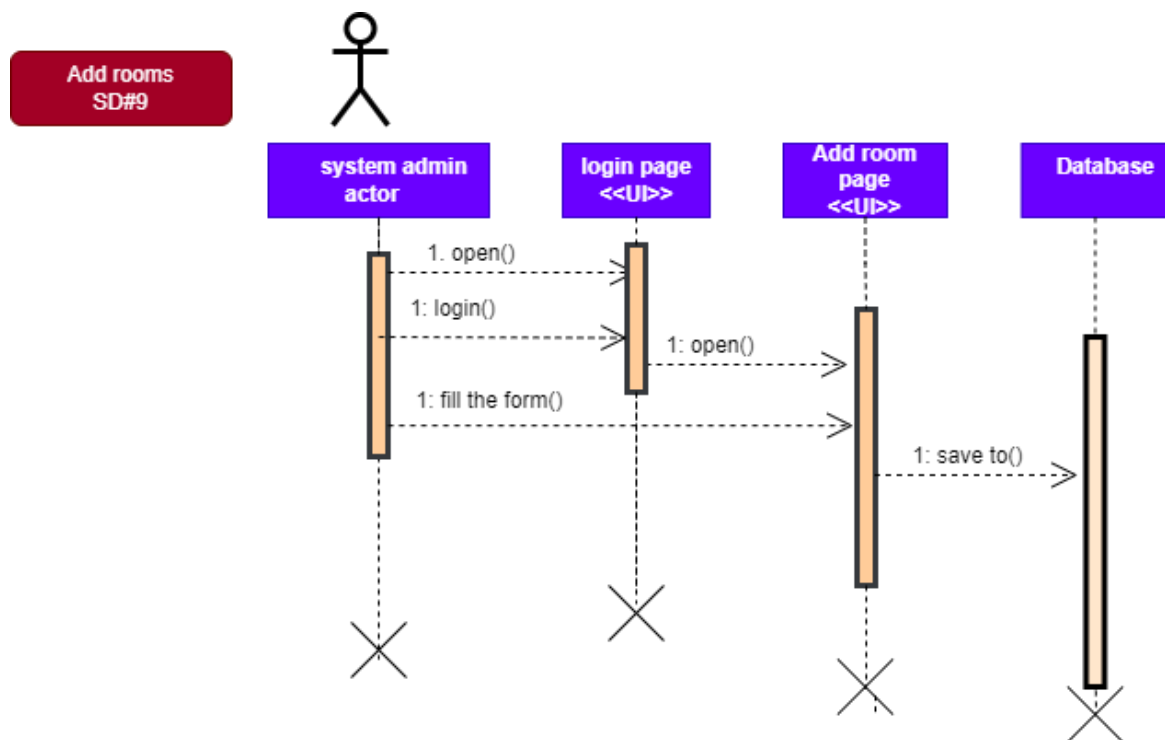 Add rooms
SD#9
system admin
actor
login page
<<UI>>
Add room
page
<<UI>>
Database
1. open()
1: login()
1: open()
1: fill the form()
1: save to()